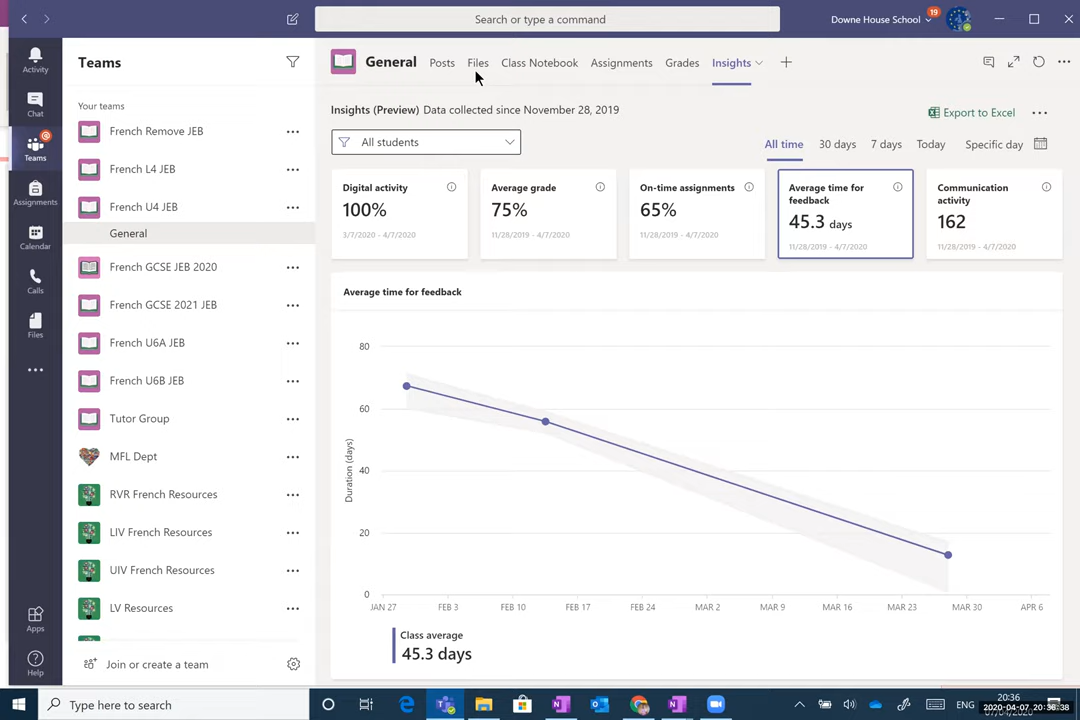 Search or type a command
Downe House School
19
Activity
Chat
Teams
Assignments
Calendar
Calls
Files
Apps
Help
Teams
Your teams
French Remove JEB
French L4 JEB
French U4 JEB
General
French GCSE JEB 2020
French GCSE 2021 JEB
French U6A JEB
French U6B JEB
Tutor Group
MFL Dept
RVR French Resources
LIV French Resources
UIV French Resources
LV Resources
Join or create a team
General Posts Files Class Notebook Assignments Grades Insights
Insights (Preview) Data collected since November 28, 2019
Export to Excel
All students
All time 30 days 7 days Today Specific day
Digital activity
100%
3/7/2020 - 4/7/2020
Average grade
75%
11/28/2019 - 4/7/2020
On-time assignments
65%
11/28/2019 - 4/7/2020
Average time for
feedback
45.3 days
11/28/2019 - 4/7/2020
Communication
activity
162
11/28/2019 - 4/7/2020
Average time for feedback
Duration (days)
80
60
40
20
0
JAN 27 FEB 3 FEB 10 FEB 17 FEB 24 MAR 2 MAR 9 MAR 16 MAR 23 MAR 30 APR 6
Class average
45.3 days
Type here to search
ENG
20:36
2020-04-07 20:36:38